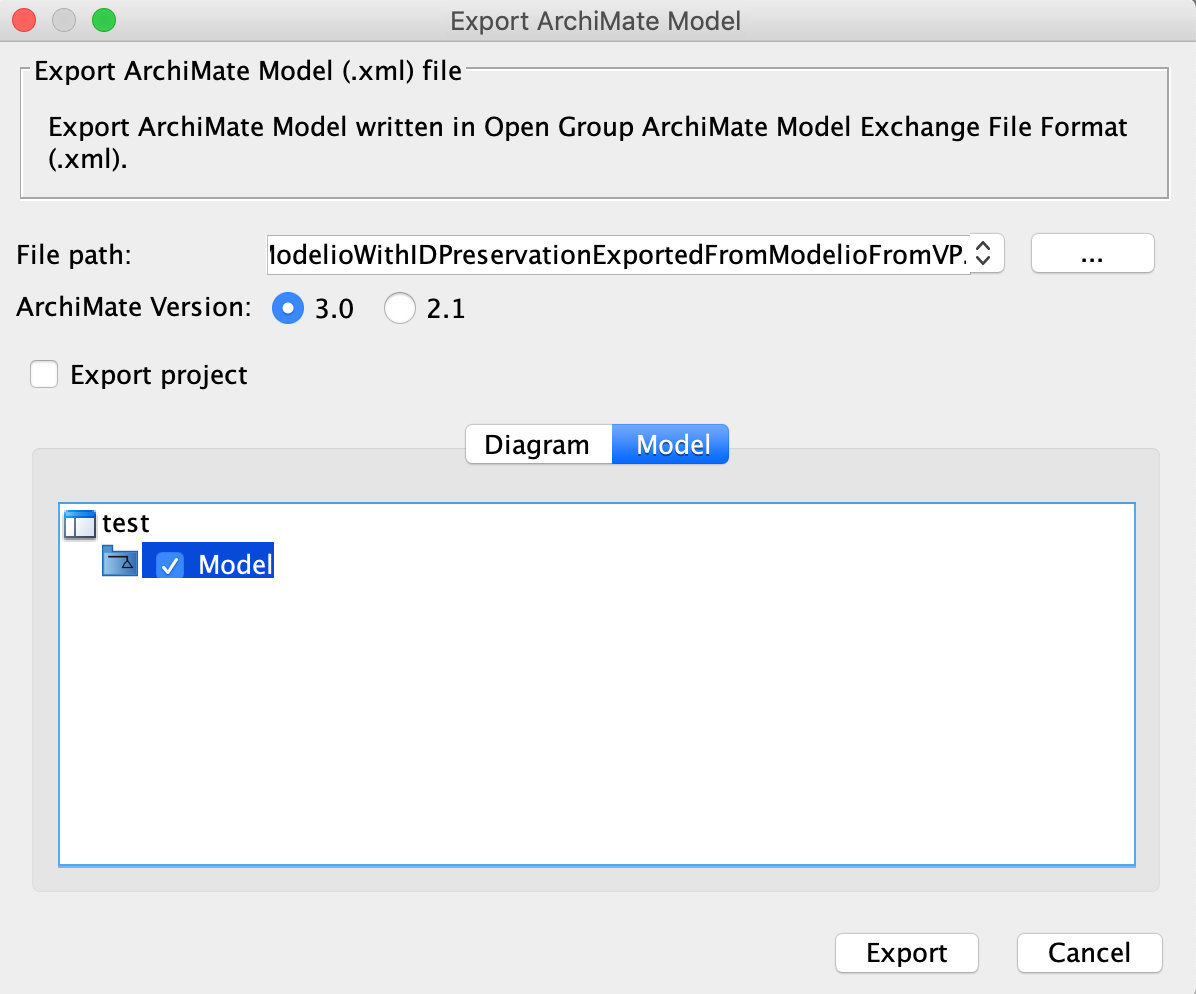 Export ArchiMate Model
Export ArchiMate Model (.xml) file
Export ArchiMate Model written in Open Group ArchiMate Model Exchange File Format
(.xml).
File path:
odelioWithIDPreservationExportedFromModelioFromVP.
...
ArchiMate Version:
3.0
2.1
Export project
Diagram
Model
test
Model
Export
Cancel